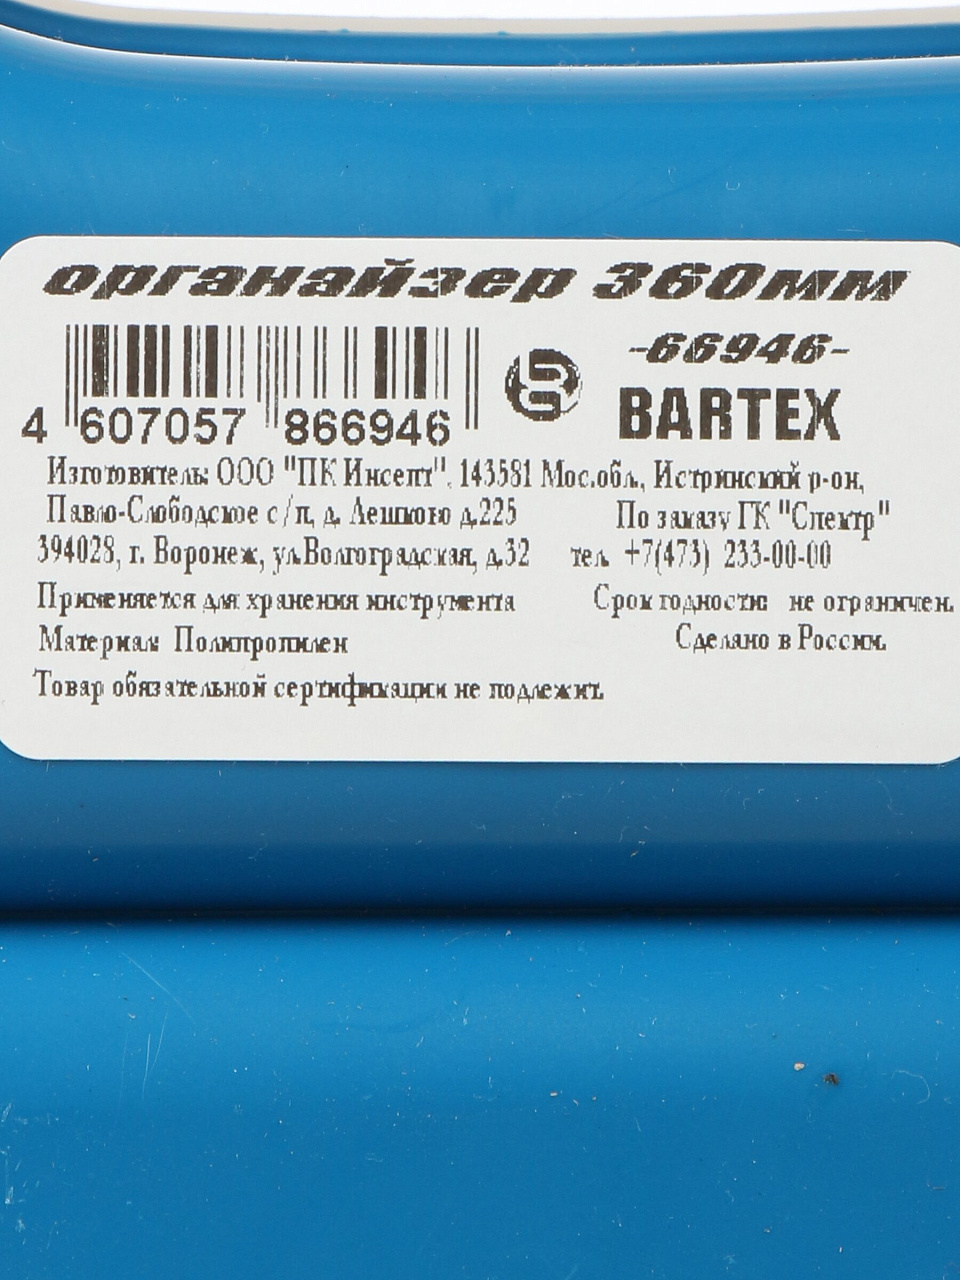 органайзер 360мм
-66946-
BARTEX
4 607057 866946
Изготовитель: ООО "ПК Инсепт", 143581 Мос.обл., Истринский р-он,
Павло-Слободское с/п, д. Лешково д.225 По заказу ГК "Спектр"
394028, г. Воронеж, ул.Волгоградская, д.32 тел. +7(473) 233-00-00
Применяется для хранения инструмента Срок годности: не ограничен.
Материал: Полипропилен Сделано в России.
Товар обязательной сертификации не подлежит.